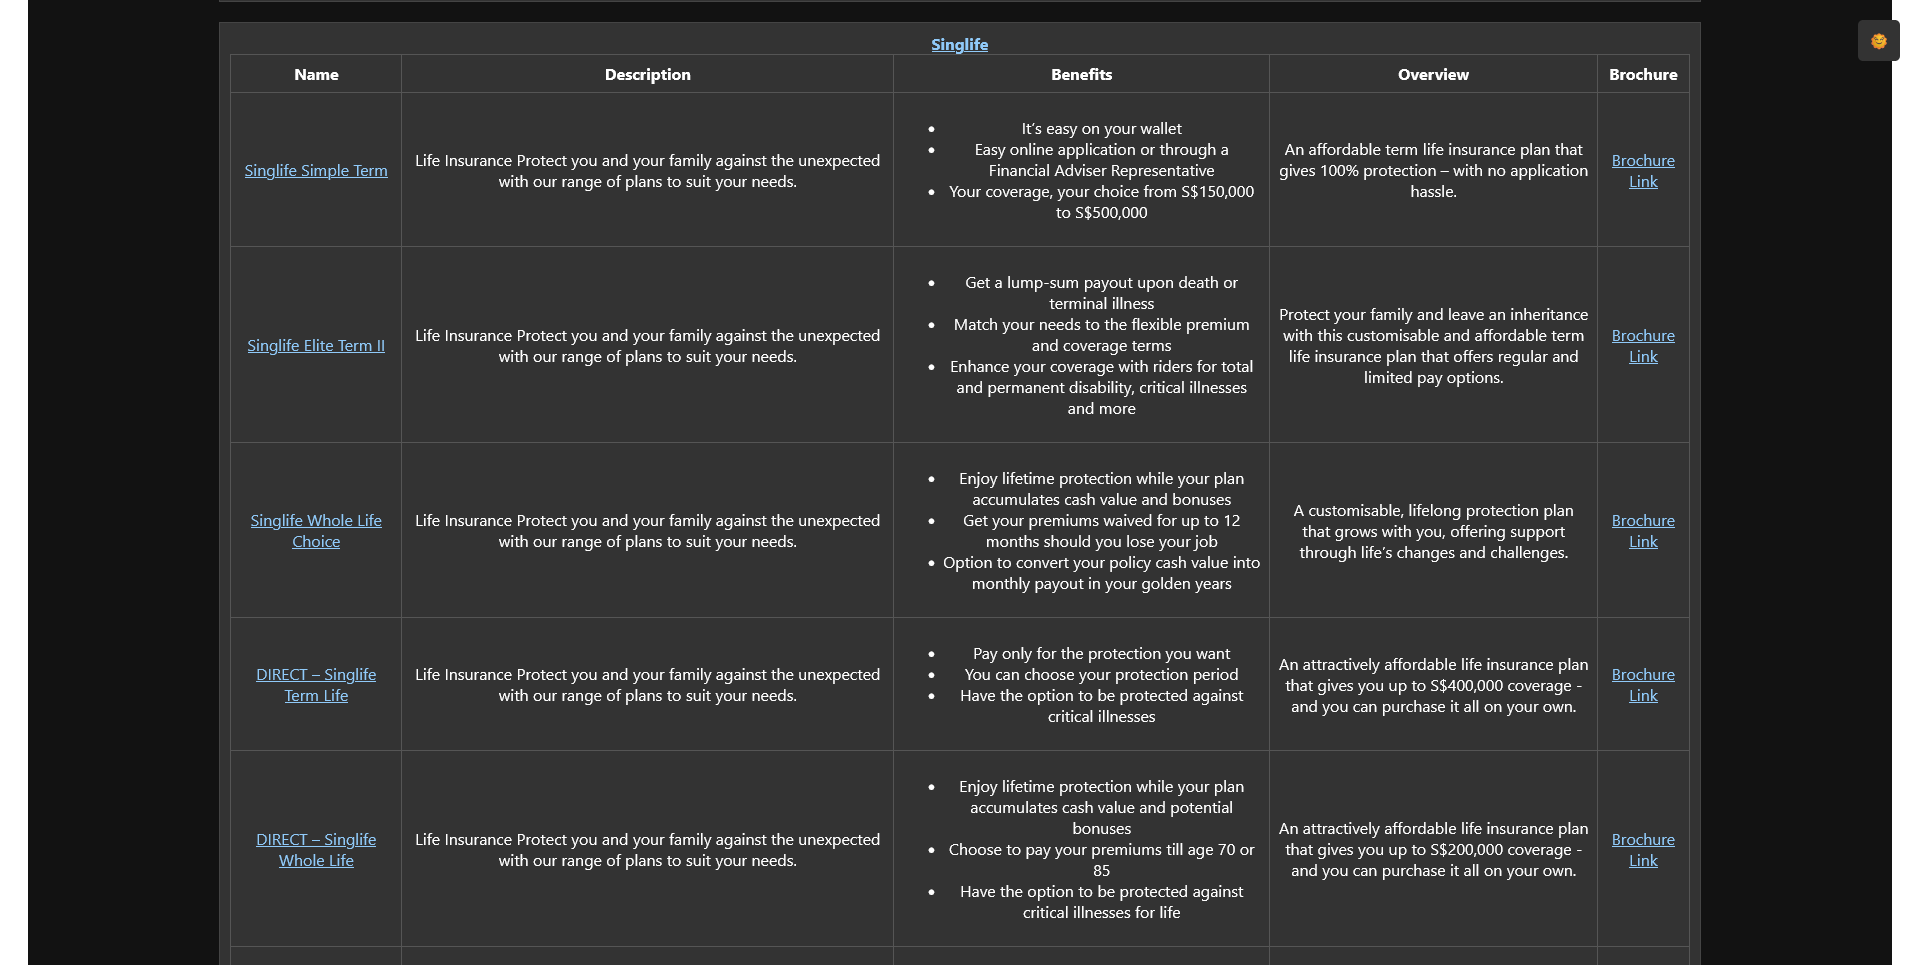 Singlife
Name
Description
Benefits
Overview
Brochure
Singlife Simple Term
Life Insurance Protect you and your family against the unexpected
with our range of plans to suit your needs.
It's easy on your wallet
Easy online application or through a
Financial Adviser Representative
Your coverage, your choice from S$150,000
to S$500,000
An affordable term life insurance plan that
gives 100% protection – with no application
hassle.
Brochure
Link
Singlife Elite Term II
Life Insurance Protect you and your family against the unexpected
with our range of plans to suit your needs.
Get a lump-sum payout upon death or
terminal illness
Match your needs to the flexible premium
and coverage terms
Enhance your coverage with riders for total
and permanent disability, critical illnesses
and more
Protect your family and leave an inheritance
with this customisable and affordable term
life insurance plan that offers regular and
limited pay options.
Brochure
Link
Singlife Whole Life
Choice
Life Insurance Protect you and your family against the unexpected
with our range of plans to suit your needs.
Enjoy lifetime protection while your plan
accumulates cash value and bonuses
Get your premiums waived for up to 12
months should you lose your job
Option to convert your policy cash value into
monthly payout in your golden years
A customisable, lifelong protection plan
that grows with you, offering support
through life's changes and challenges.
Brochure
Link
DIRECT – Singlife
Term Life
Life Insurance Protect you and your family against the unexpected
with our range of plans to suit your needs.
Pay only for the protection you want
You can choose your protection period
Have the option to be protected against
critical illnesses
An attractively affordable life insurance plan
that gives you up to S$400,000 coverage -
and you can purchase it all on your own.
Brochure
Link
DIRECT – Singlife
Whole Life
Life Insurance Protect you and your family against the unexpected
with our range of plans to suit your needs.
Enjoy lifetime protection while your plan
accumulates cash value and potential
bonuses
Choose to pay your premiums till age 70 or
85
Have the option to be protected against
critical illnesses for life
An attractively affordable life insurance plan
that gives you up to S$200,000 coverage -
and you can purchase it all on your own.
Brochure
Link